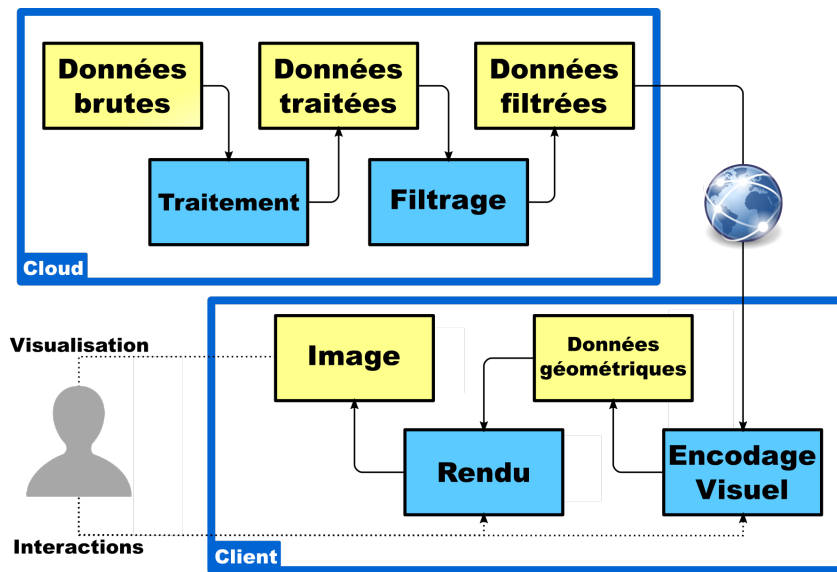 Données
brutes
Données
traitées
Données
filtrées
Traitement
Filtrage
Cloud
Visualisation
Image
Données
géométriques
Rendu
Encodage
Visuel
Interactions
Client